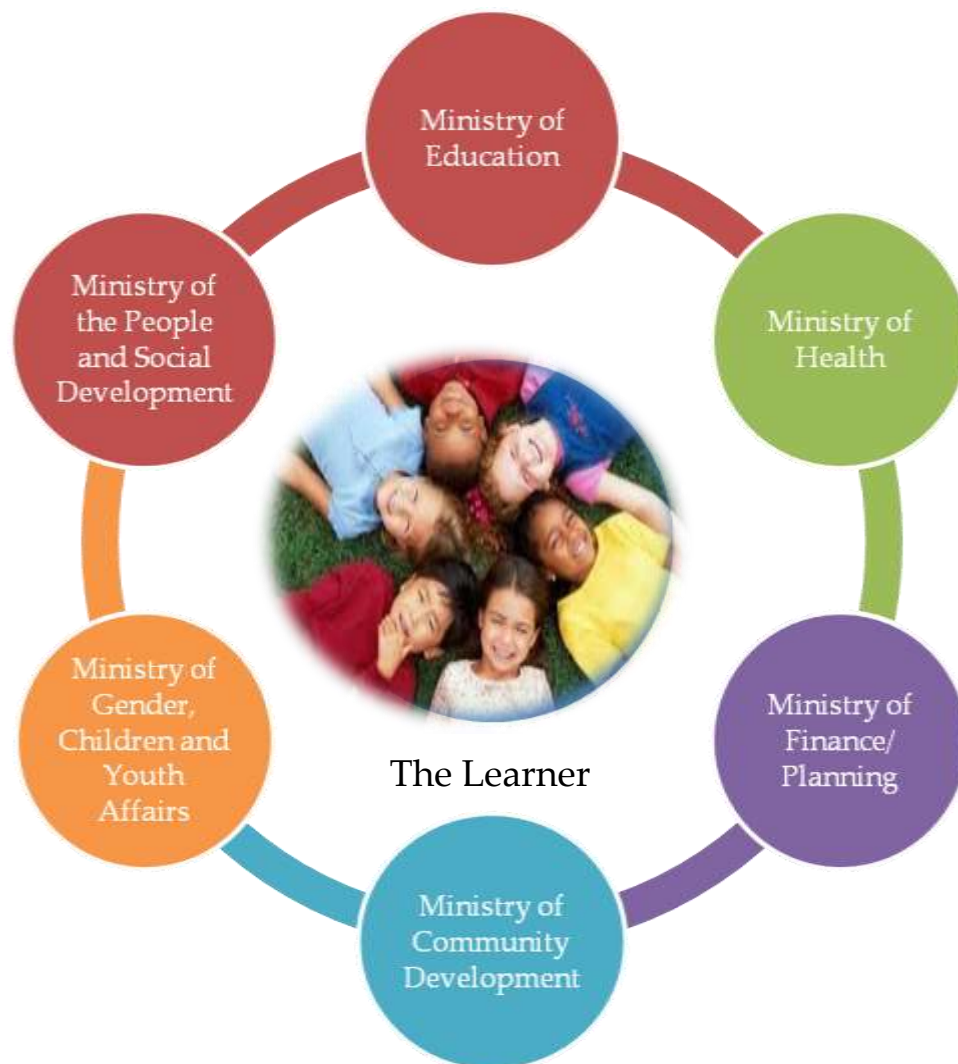 Ministry of
Education
Ministry of
Health
Ministry of
Finance/
Planning
Ministry of
Community
Development
Ministry of
Gender,
Children and
Youth
Affairs
Ministry of
the People
and Social
Development
The Learner